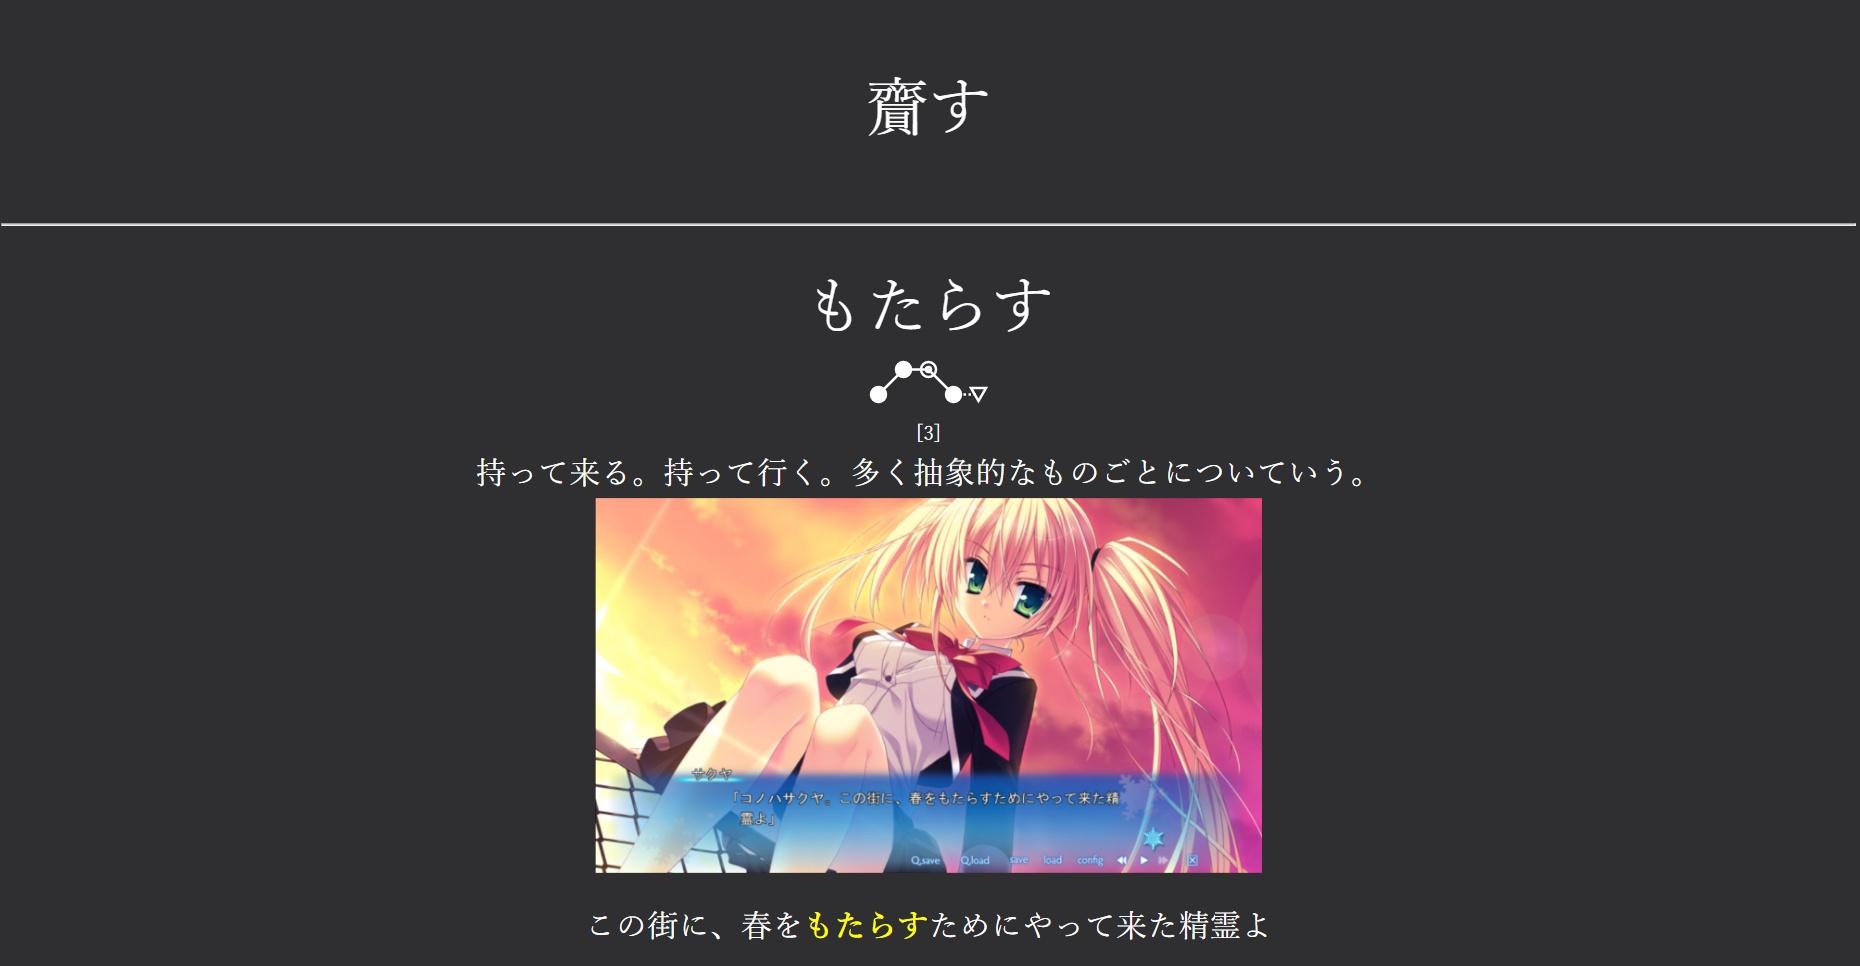 齎す
もたらす
[3]
持って来る。持って行く。多く抽象的なものごとについていう。
サクヤ
「コノハサクヤ。この街に、春をもたらすためにやって来た精
霊よ」
Q.save Q.load save load config
この街に、春をもたらすためにやって来た精霊よ